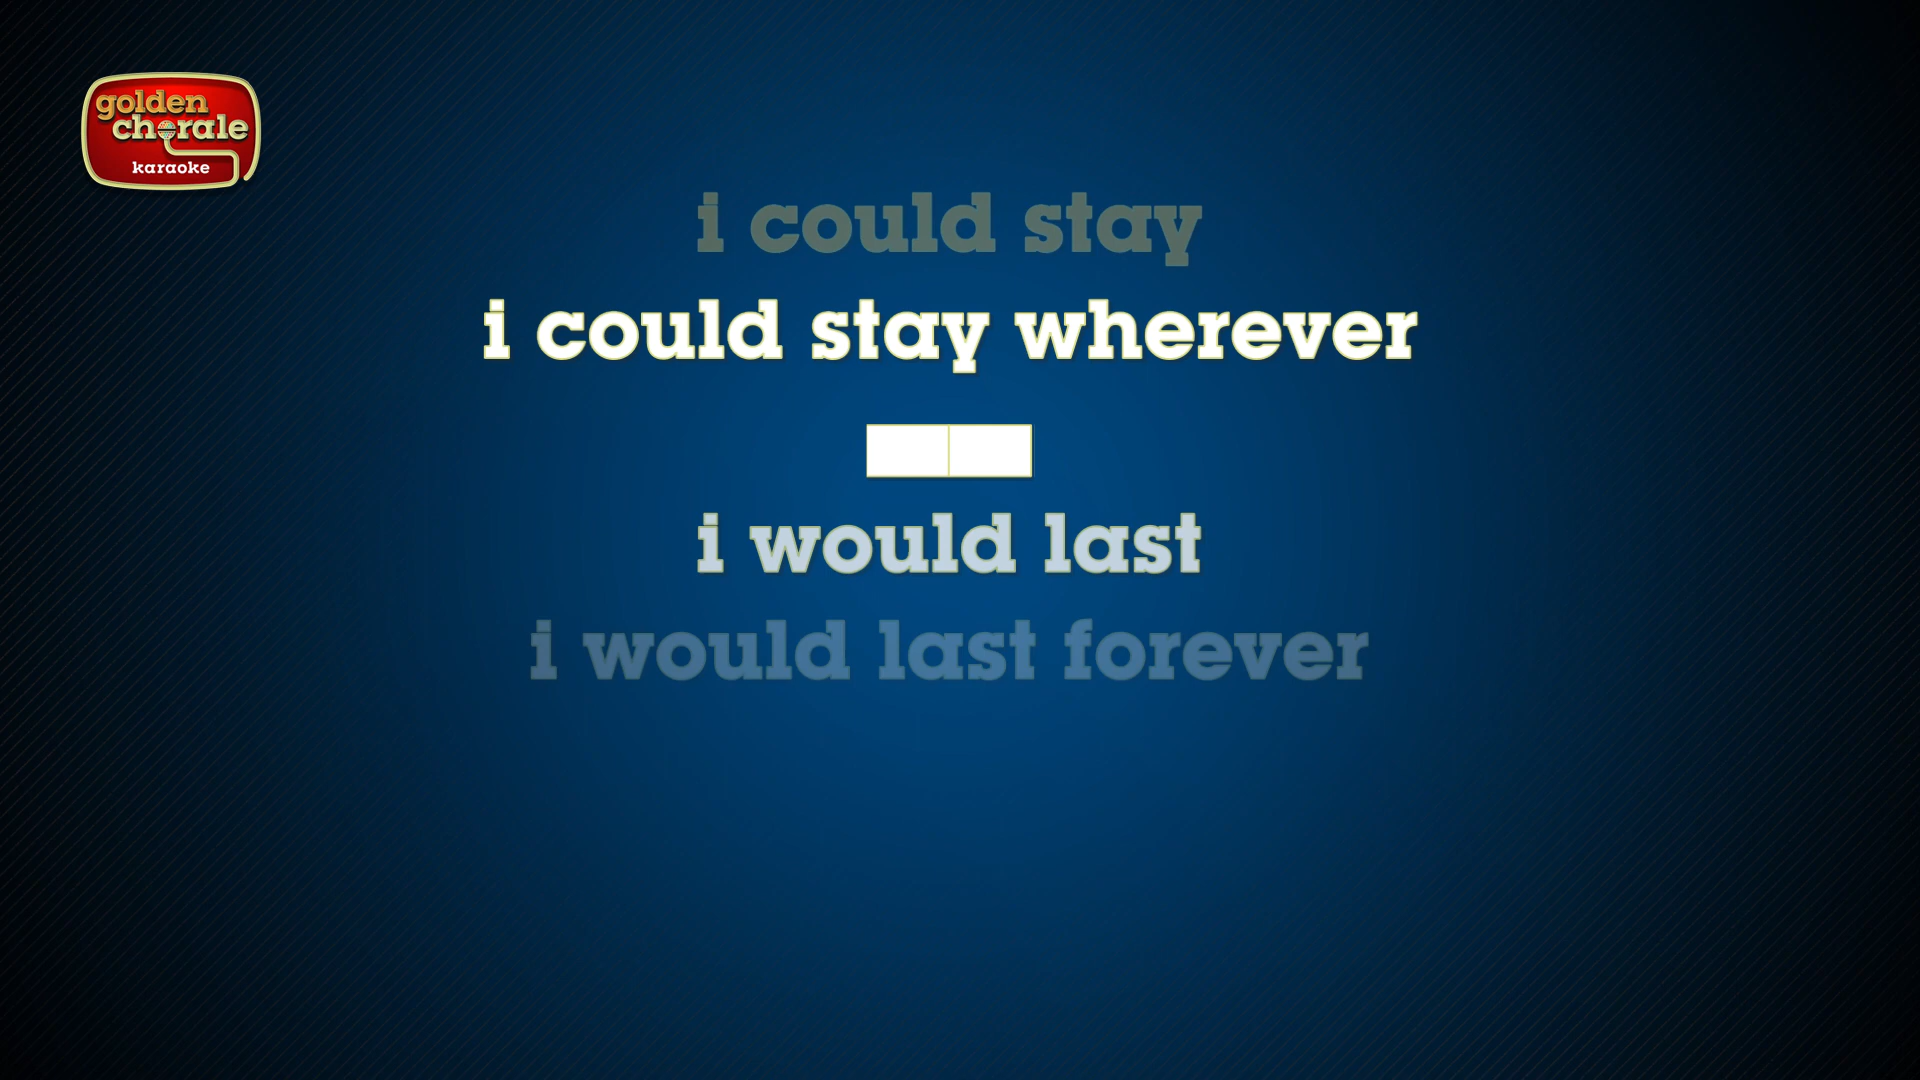 golden
chorale
karaoke
i could stay
i could stay wherever
i would last
i would last forever